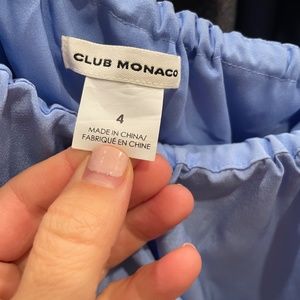 CLUB MONACO
4
MADE IN CHINA/
FABRIQUÉ EN CHINE